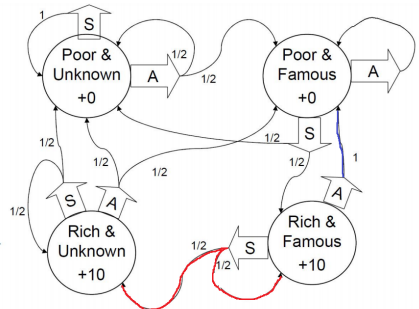 1
S
Poor &
Unknown
+0
A
1/2
1/2
Poor &
Famous
+0
A
S
1/2
1/2
1/2
1/2
1/2
1
1/2
S
A
Rich &
Unknown
+10
1/2
1/2
S
A
Rich &
Famous
+10